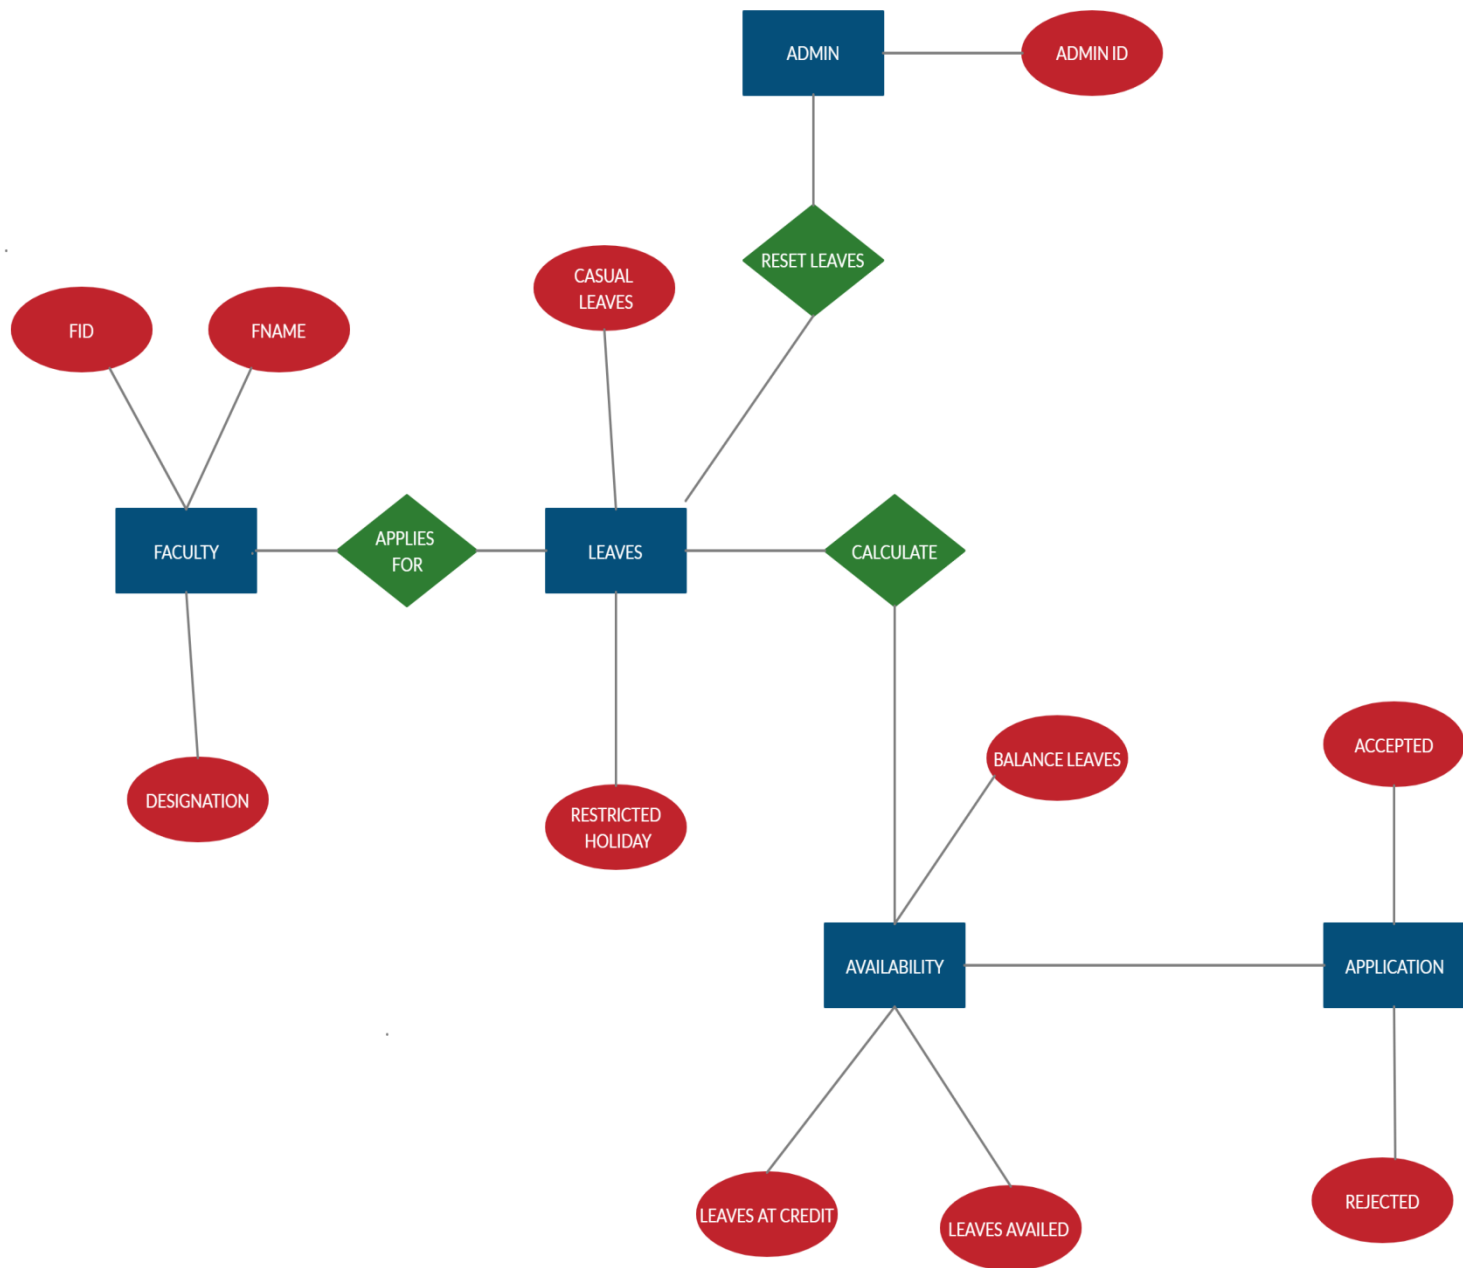 ADMIN
ADMIN ID
RESET LEAVES
CASUAL
LEAVES
FID
FNAME
FACULTY
APPLIES
FOR
LEAVES
CALCULATE
DESIGNATION
RESTRICTED
HOLIDAY
BALANCE LEAVES
ACCEPTED
AVAILABILITY
APPLICATION
LEAVES AT CREDIT
LEAVES AVAILED
REJECTED